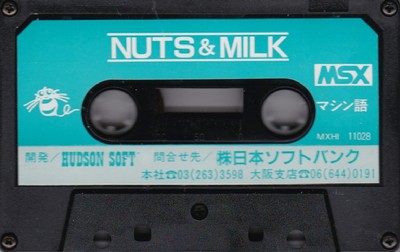 NUTS & MILK
MSX
マシン語
MXHI 11028
開発/HUDSON SOFT 問合せ先/㈱日本ソフトバンク
本社☎03(263)3598 大阪支店☎06(644)0191